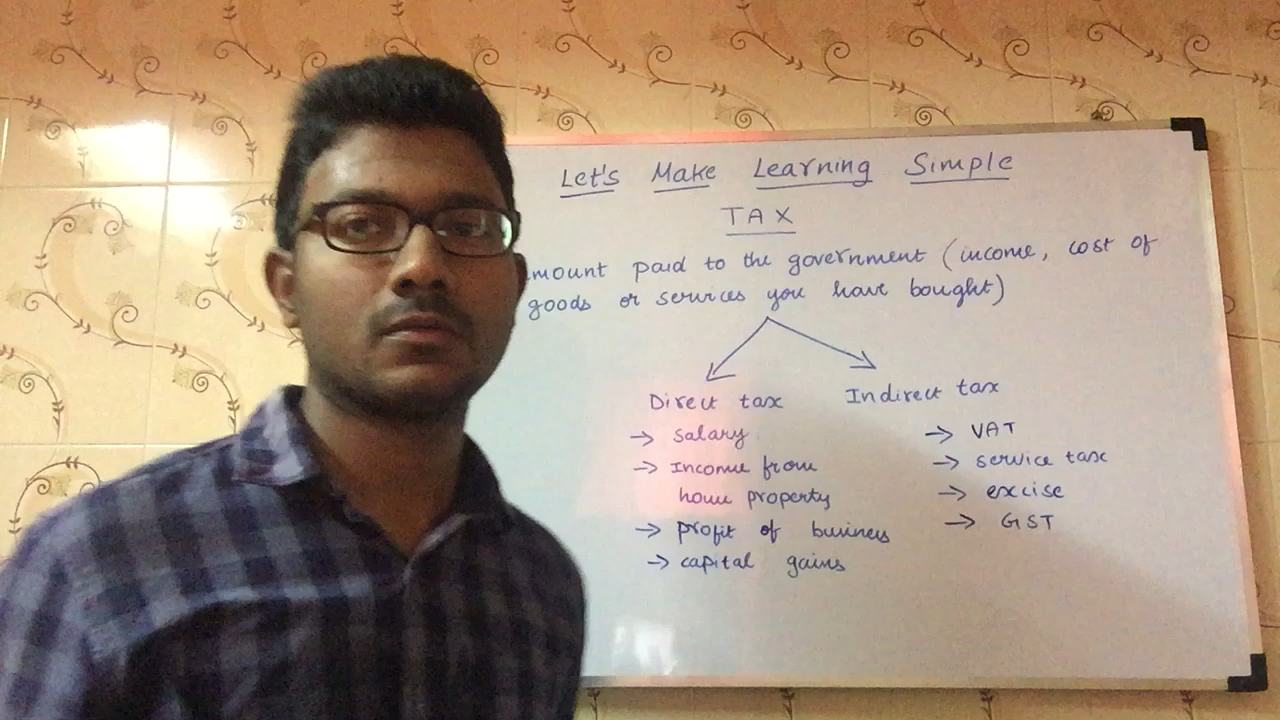 Let's Make Learning Simple
TAX
mount paid to the government (income, cost of
goods or services you have bought)
Direct tax
→ Salary
→ Income from
house property
→ profit of business
→ capital gains
Indirect tax
→ VAT
→ service tax
→ excise
→ GST